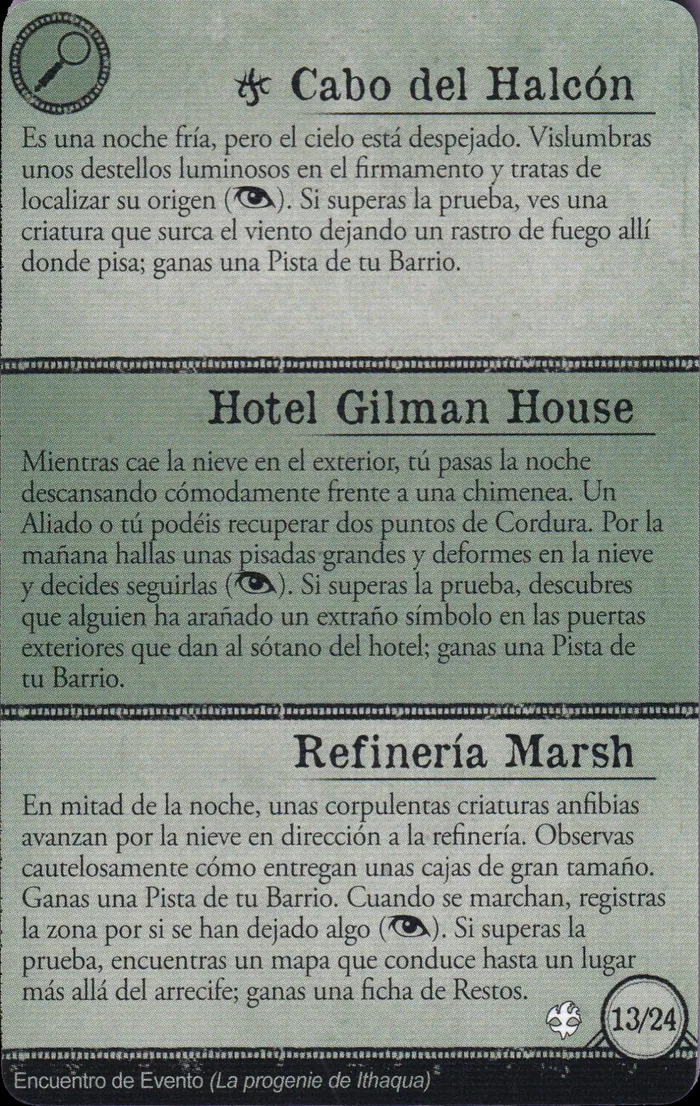 Cabo del Halcón
Es una noche fría, pero el cielo está despejado. Vislumbras
unos destellos luminosos en el firmamento y tratas de
localizar su origen (). Si superas la prueba, ves una
criatura que surca el viento dejando un rastro de fuego allí
donde pisa; ganas una Pista de tu Barrio.
Hotel Gilman House
Mientras cae la nieve en el exterior, tú pasas la noche
descansando cómodamente frente a una chimenea. Un
Aliado o tú podéis recuperar dos puntos de Cordura. Por la
mañana hallas unas pisadas grandes y deformes en la nieve
y decides seguirlas (). Si superas la prueba, descubres
que alguien ha arañado un extraño símbolo en las puertas
exteriores que dan al sótano del hotel; ganas una Pista de
tu Barrio.
Refinería Marsh
En mitad de la noche, unas corpulentas criaturas anfibias
avanzan por la nieve en dirección a la refinería. Observas
cautelosamente cómo entregan unas cajas de gran tamaño.
Ganas una Pista de tu Barrio. Cuando se marchan, registras
la zona por si se han dejado algo (). Si superas la
prueba, encuentras un mapa que conduce hasta un lugar
más allá del arrecife; ganas una ficha de Restos.
13/24
Encuentro de Evento (La progenie de Ithaqua)